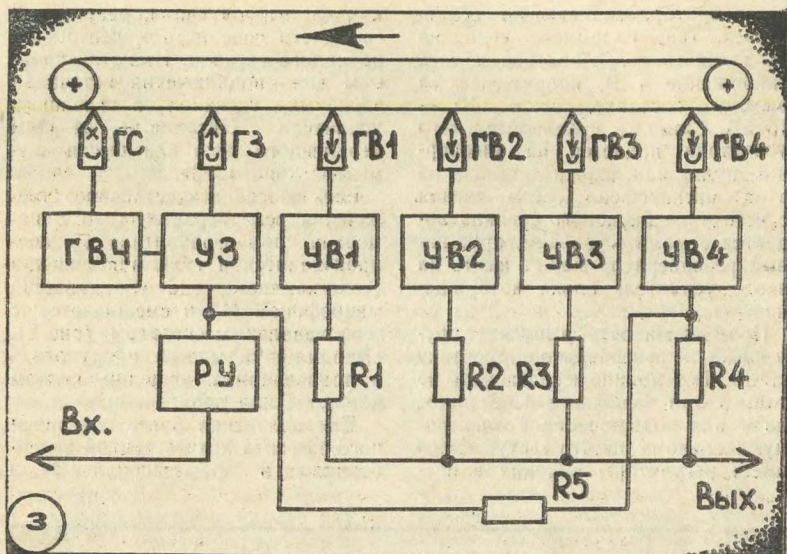 + +
ГС ГЗ ГВ1 ГВ2 ГВ3 ГВ4
ГВЧ УЗ УВ1 УВ2 УВ3 УВ4
РУ R1 R2 R3 R4
Вх.
R5
Вых.
3